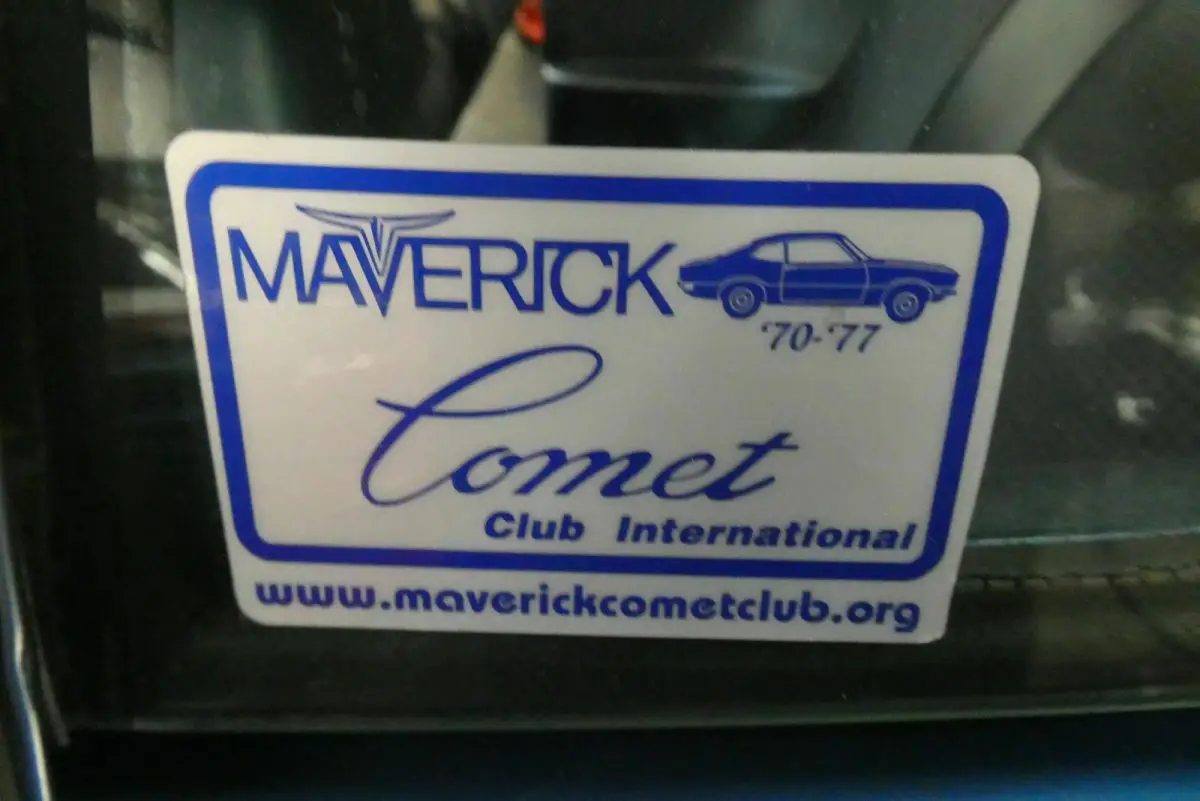 MAVERICK
'70-'77
Comet
Club International
www.maverickcometclub.org